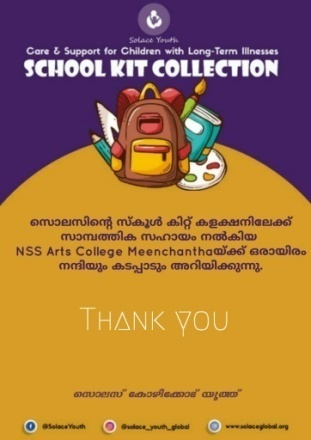 Solace Youth
Care & Support for Children with Long-Term Illnesses
SCHOOL KIT COLLECTION
സൊലസിന്റെ സ്കൂൾ കിറ്റ് കളക്ഷനിലേക്ക്
സാമ്പത്തിക സഹായം നൽകിയ
NSS Arts College Meenchanthaയ്ക്ക് ഒരായിരം
നന്ദിയും കടപ്പാടും അറിയിക്കുന്നു.
THANK YOU
സൊലസ് കോഴിക്കോട് യൂത്ത്
@SolaceYouth
@solace_youth_global
www.solaceglobal.org